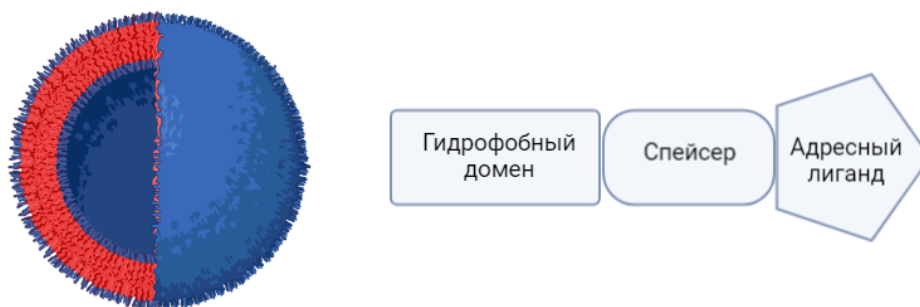 Гидрофобный
домен
Спейсер
Адресный
лиганд